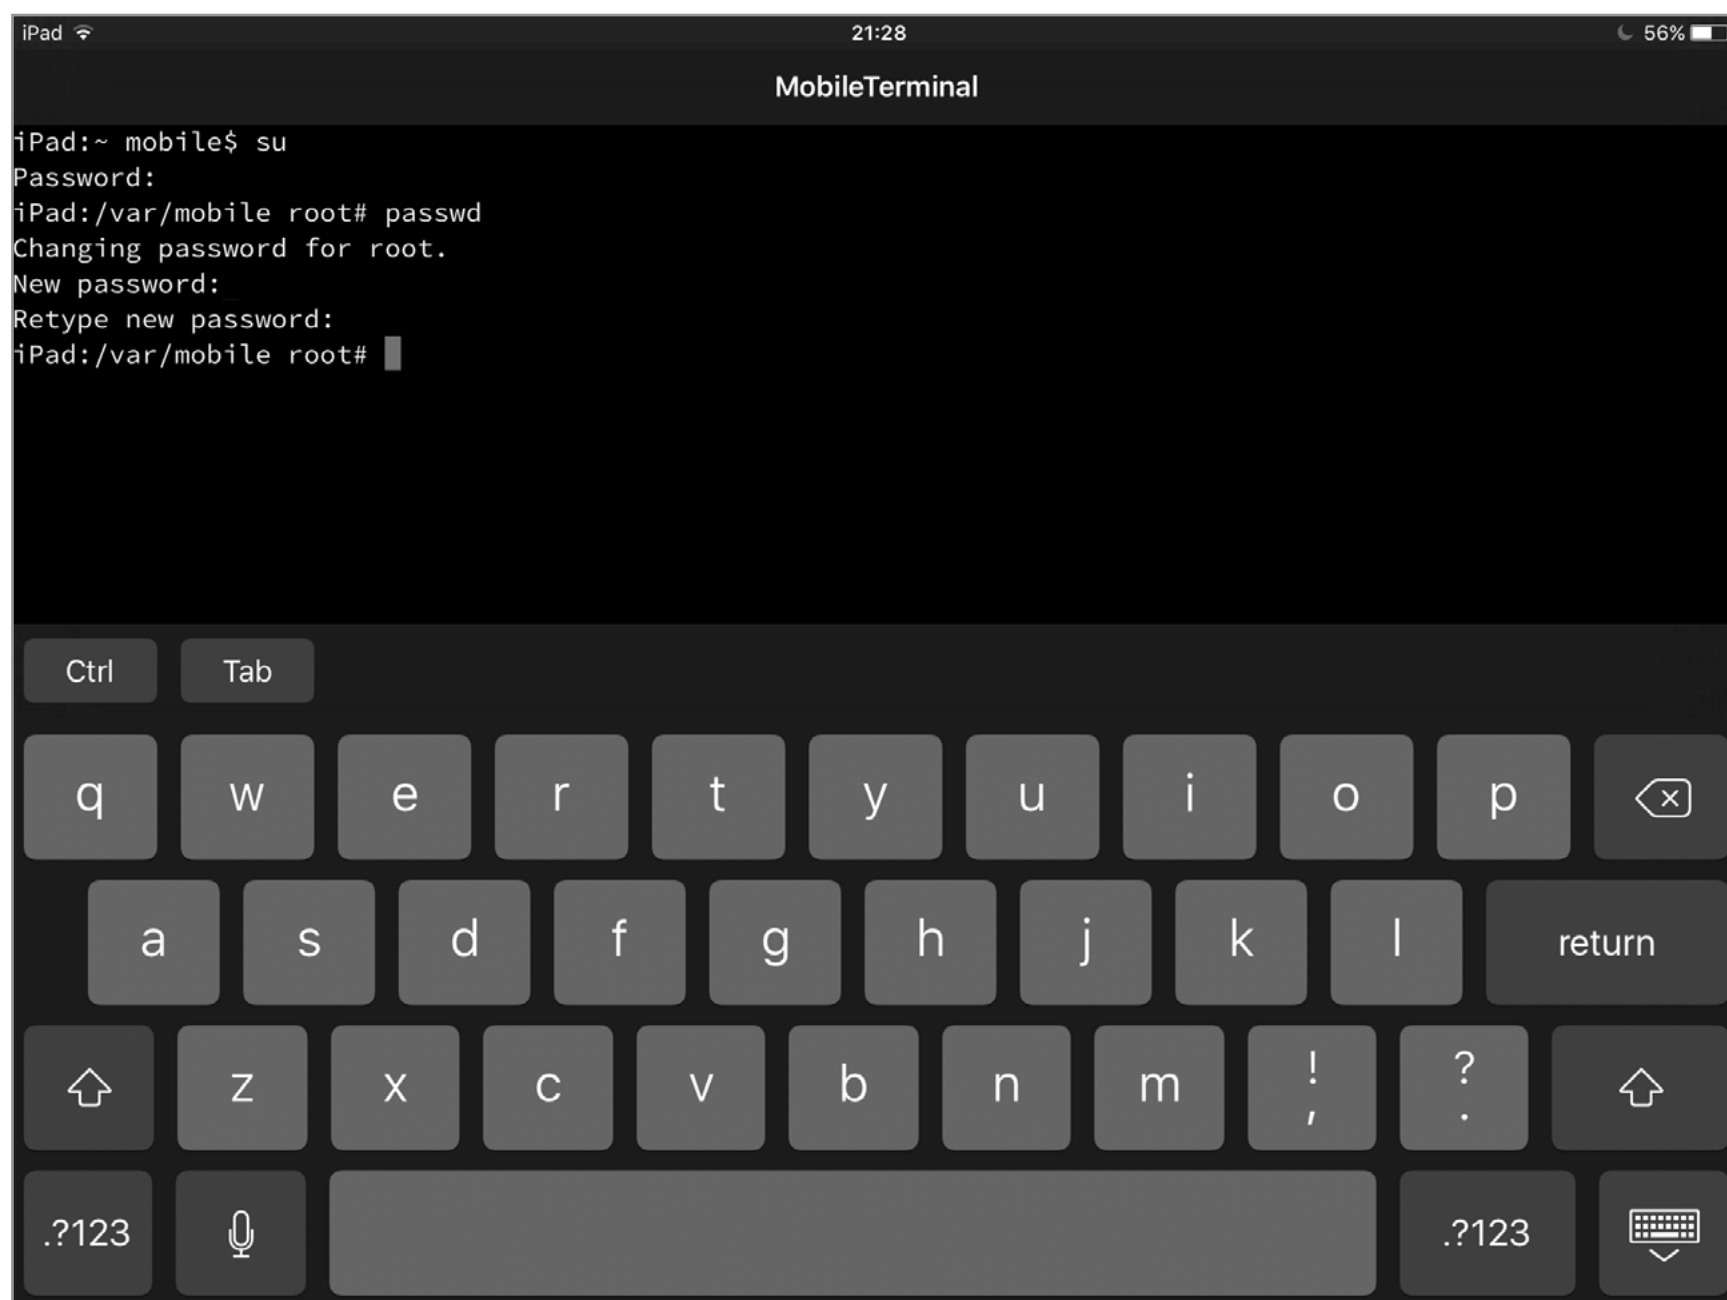 iPad 21:28 56%
MobileTerminal
iPad:~ mobile$ su
Password:
iPad:/var/mobile root# passwd
Changing password for root.
New password:
Retype new password:
iPad:/var/mobile root#
Ctrl Tab
q w e r t y u i o p
a s d f g h j k l return
z x c v b n m ! , ? .
.?123 .?123